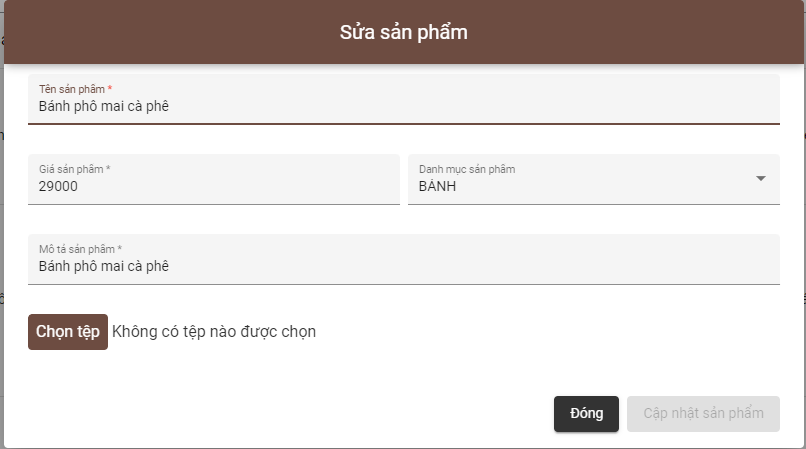 Sửa sản phẩm
Tên sản phẩm *
Bánh phô mai cà phê
Giá sản phẩm *
Danh mục sản phẩm
29000
BÁNH
Mô tả sản phẩm *
Bánh phô mai cà phê
Chọn tệp Không có tệp nào được chọn
Đóng
Cập nhật sản phẩm